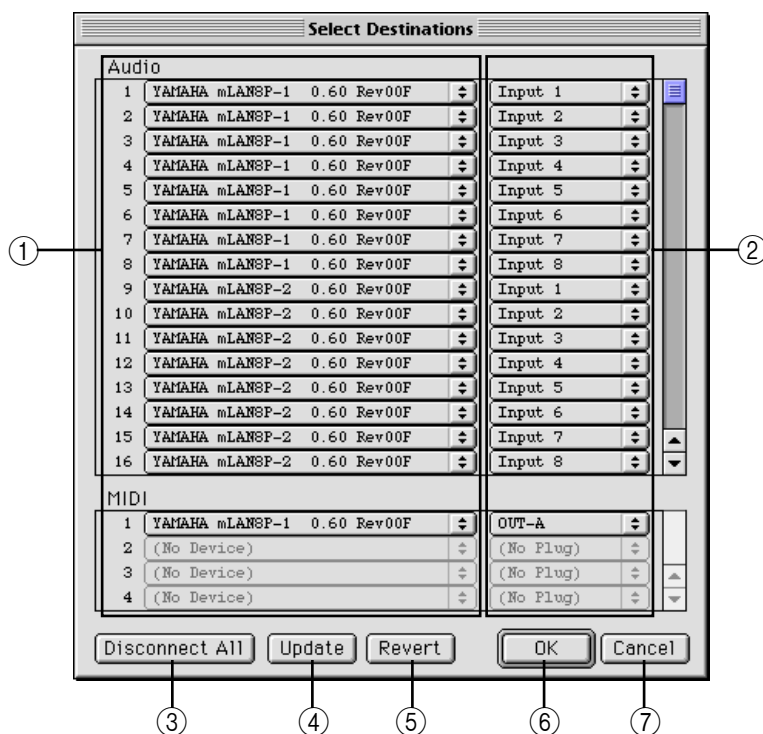 Select Destinations
Audio
1 YAMAHA mLAN8P-1 0.60 Rev00F Input 1
2 YAMAHA mLAN8P-1 0.60 Rev00F Input 2
3 YAMAHA mLAN8P-1 0.60 Rev00F Input 3
4 YAMAHA mLAN8P-1 0.60 Rev00F Input 4
5 YAMAHA mLAN8P-1 0.60 Rev00F Input 5
6 YAMAHA mLAN8P-1 0.60 Rev00F Input 6
7 YAMAHA mLAN8P-1 0.60 Rev00F Input 7
8 YAMAHA mLAN8P-1 0.60 Rev00F Input 8
9 YAMAHA mLAN8P-2 0.60 Rev00F Input 1
10 YAMAHA mLAN8P-2 0.60 Rev00F Input 2
11 YAMAHA mLAN8P-2 0.60 Rev00F Input 3
12 YAMAHA mLAN8P-2 0.60 Rev00F Input 4
13 YAMAHA mLAN8P-2 0.60 Rev00F Input 5
14 YAMAHA mLAN8P-2 0.60 Rev00F Input 6
15 YAMAHA mLAN8P-2 0.60 Rev00F Input 7
16 YAMAHA mLAN8P-2 0.60 Rev00F Input 8
① ②
MIDI
1 YAMAHA mLAN8P-1 0.60 Rev00F OUT-A
2 (No Device) (No Plug)
3 (No Device) (No Plug)
4 (No Device) (No Plug)
Disconnect All Update Revert OK Cancel
③ ④ ⑤ ⑥ ⑦